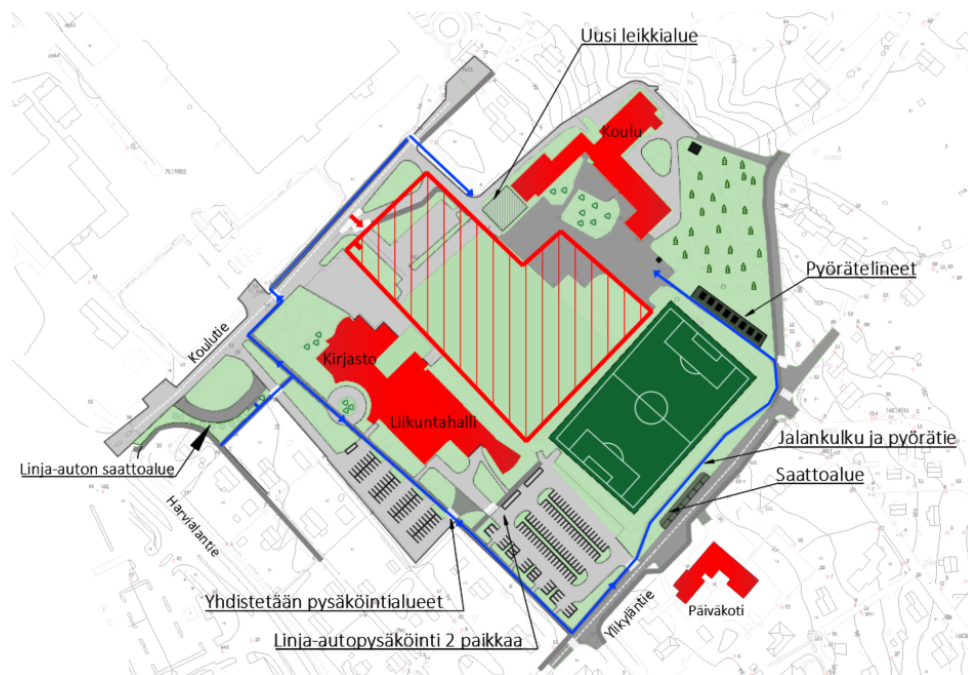 Uusi leikkialue
Koulu
Pyörätelineet
Koulutie
Kirjasto
Liikuntahalli
Jalankulku ja pyörätie
Linja-auton saattoalue
Saattoalue
Harvialantie
Yhdistetään pysäköintialueet
Ylikyläntie
Päiväkoti
Linja-autopysäköinti 2 paikkaa